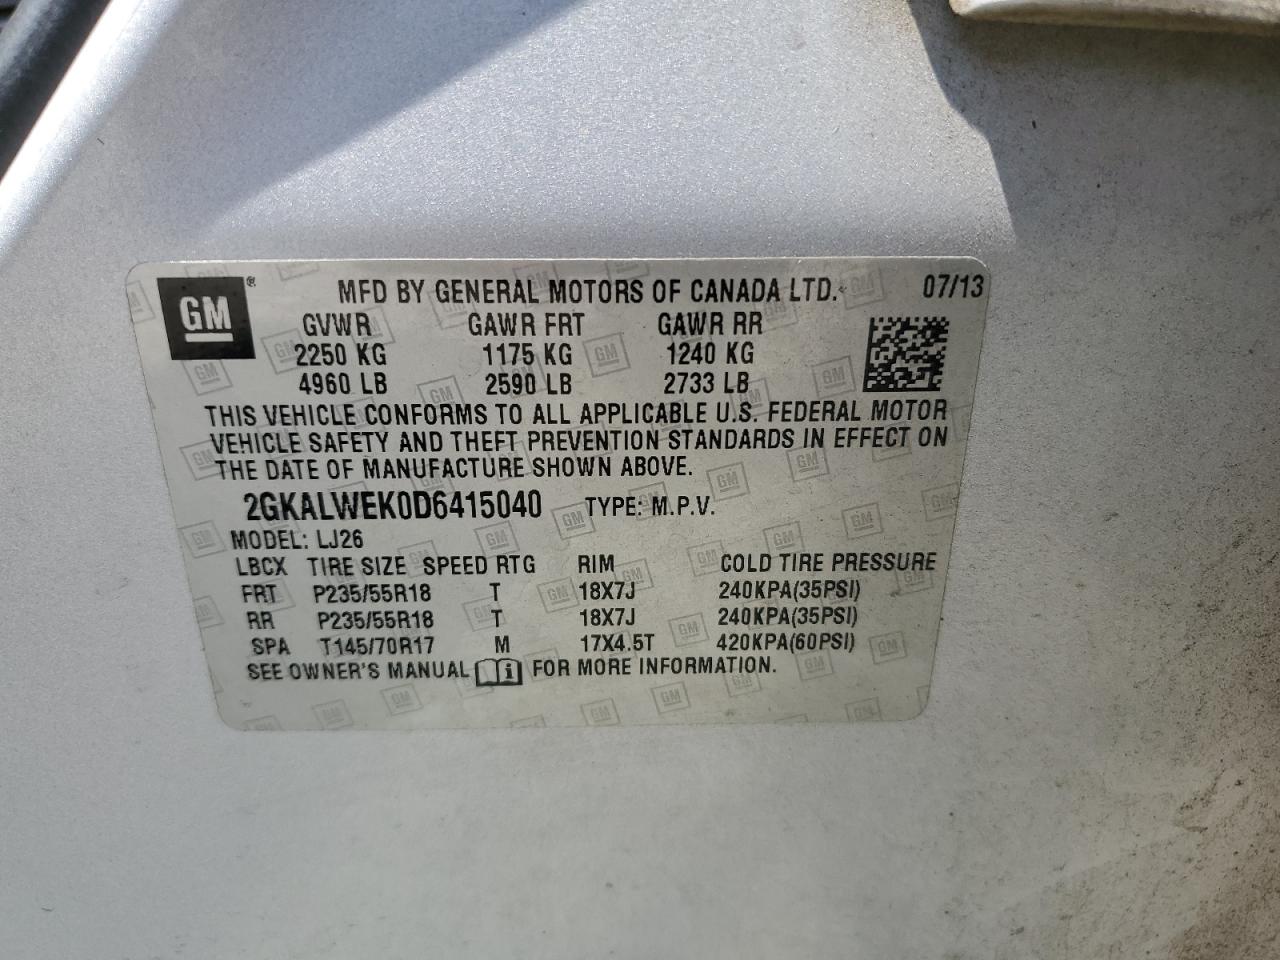 GM ®
MFD BY GENERAL MOTORS OF CANADA LTD. 07/13
GVWR GAWR FRT GAWR RR
2250 KG 1175 KG 1240 KG
4960 LB 2590 LB 2733 LB
THIS VEHICLE CONFORMS TO ALL APPLICABLE U.S. FEDERAL MOTOR
VEHICLE SAFETY AND THEFT PREVENTION STANDARDS IN EFFECT ON
THE DATE OF MANUFACTURE SHOWN ABOVE.
2GKALWEK0D6415040 TYPE: M.P.V.
MODEL: LJ26
LBCX TIRE SIZE SPEED RTG RIM COLD TIRE PRESSURE
FRT P235/55R18 T 18X7J 240KPA(35PSI)
RR P235/55R18 T 18X7J 240KPA(35PSI)
SPA T145/70R17 M 17X4.5T 420KPA(60PSI)
SEE OWNER'S MANUAL i FOR MORE INFORMATION.